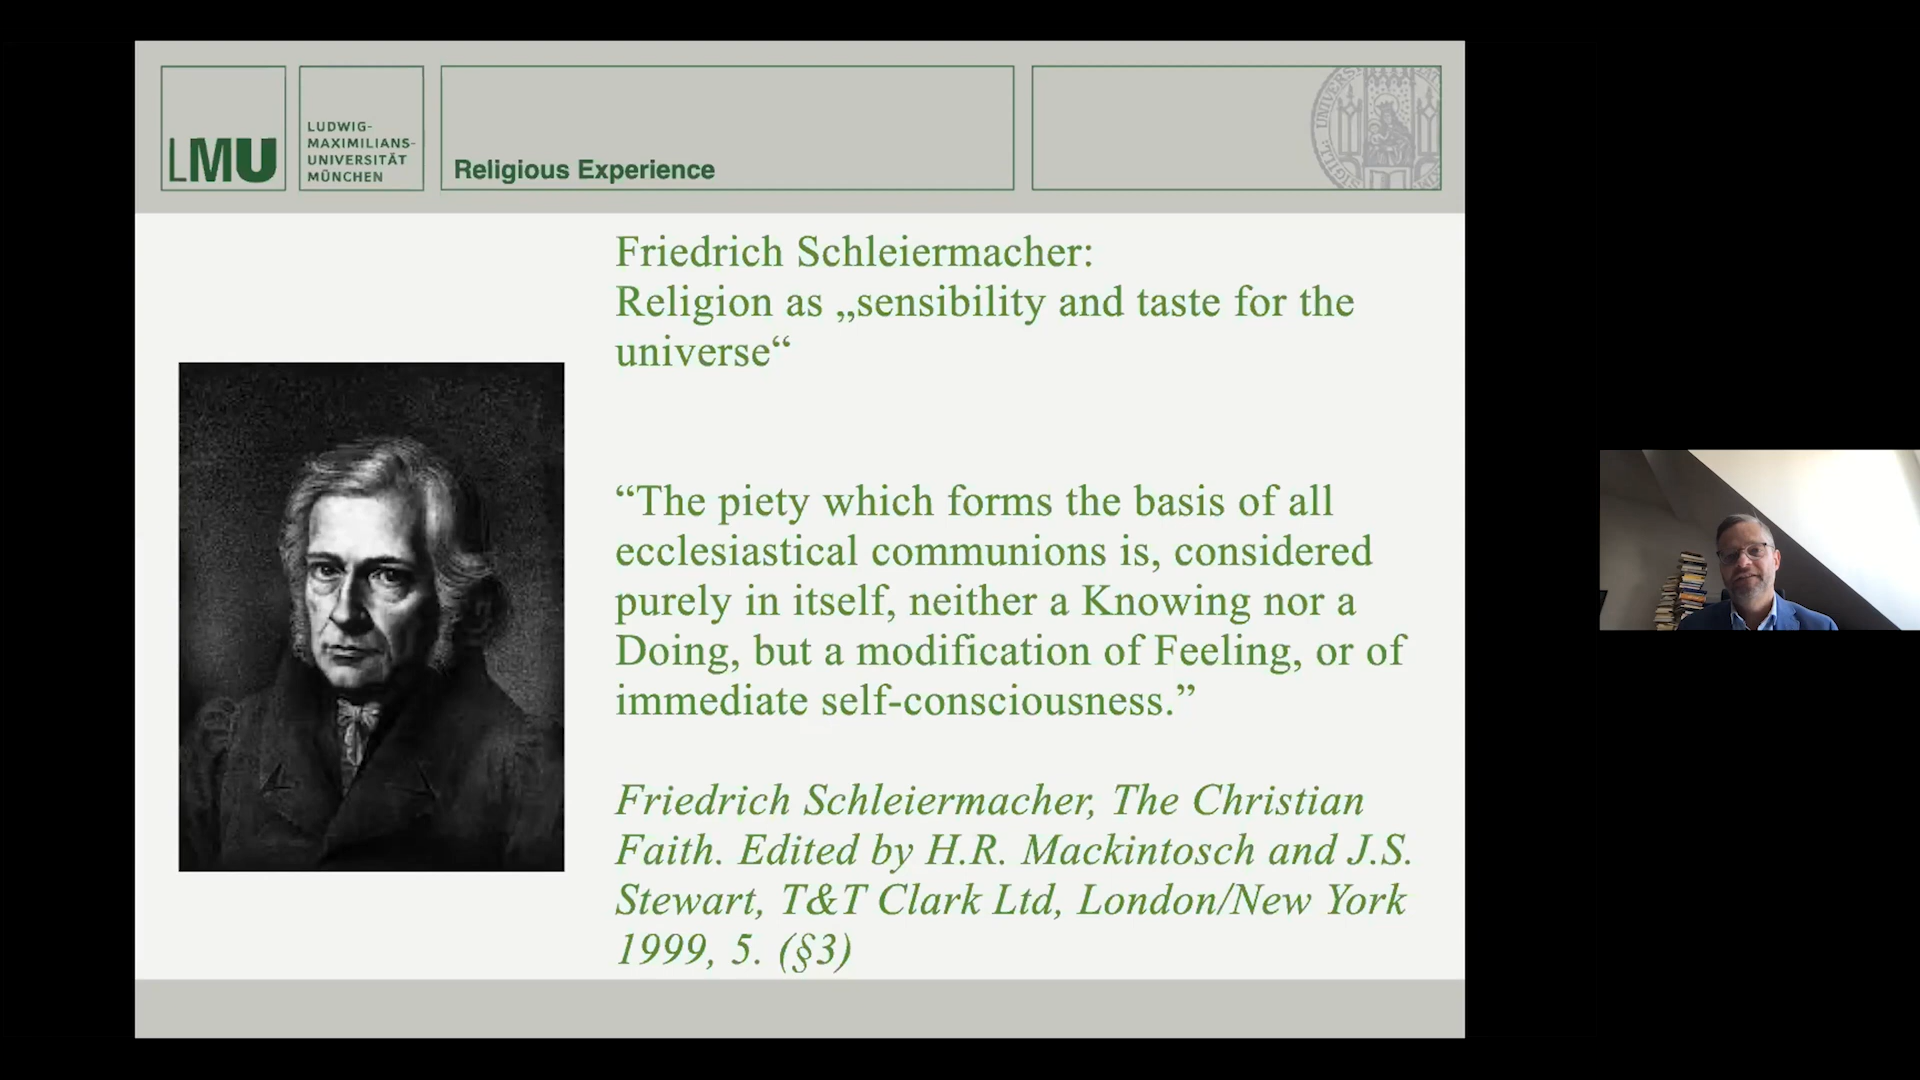 LMU
LUDWIG-
MAXIMILIANS-
UNIVERSITÄT
MÜNCHEN
Religious Experience
Friedrich Schleiermacher:
Religion as „sensibility and taste for the
universe“
“The piety which forms the basis of all
ecclesiastical communions is, considered
purely in itself, neither a Knowing nor a
Doing, but a modification of Feeling, or of
immediate self-consciousness.”
Friedrich Schleiermacher, The Christian
Faith. Edited by H.R. Mackintosch and J.S.
Stewart, T&T Clark Ltd, London/New York
1999, 5. (§3)